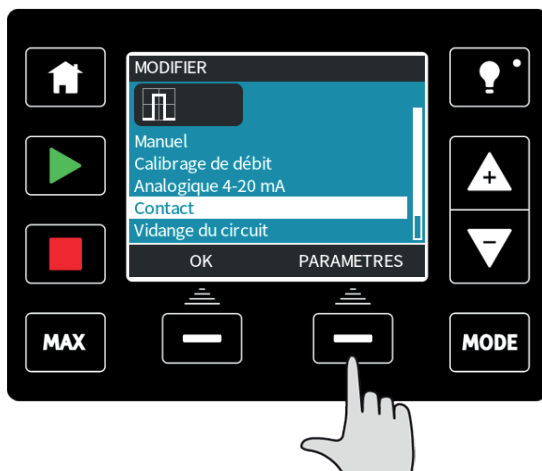 MODIFIER
Manuel
Calibrage de débit
Analogique 4-20 mA
Contact
Vidange du circuit
OK PARAMETRES
MAX MODE